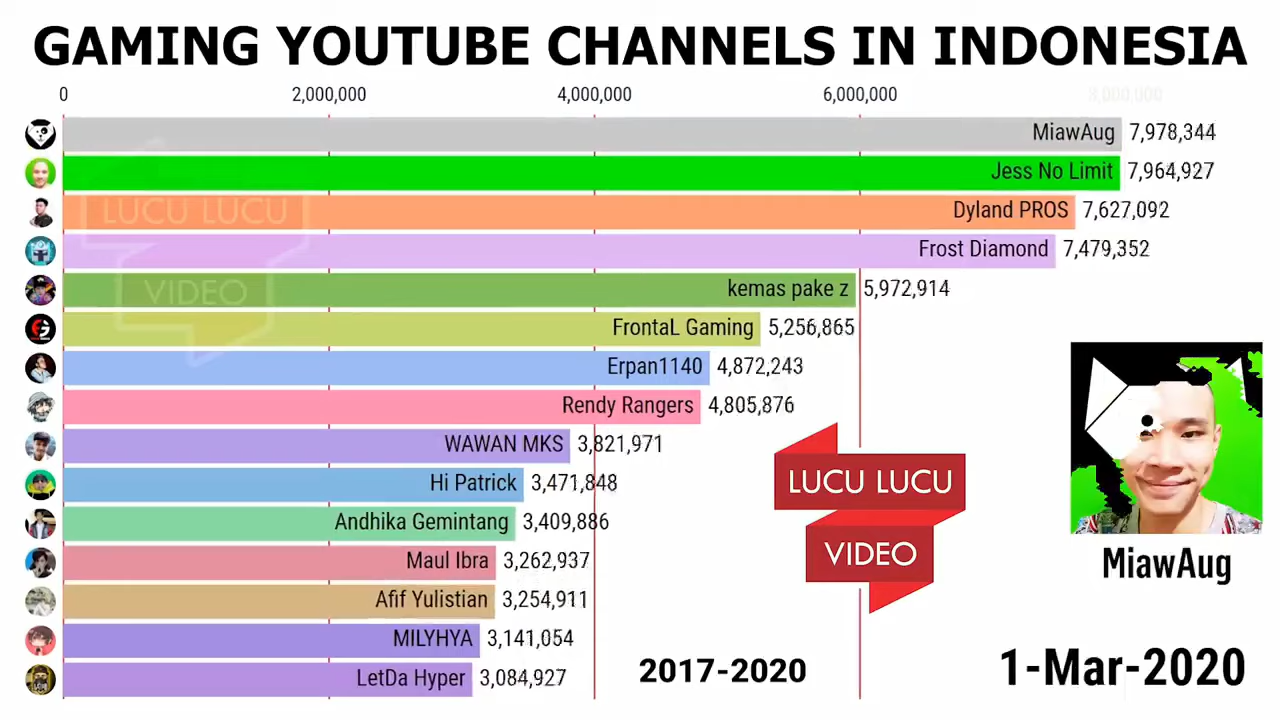 GAMING YOUTUBE CHANNELS IN INDONESIA
0 2,000,000 4,000,000 6,000,000 8,000,000
MiawAug 7,978,344
Jess No Limit 7,964,927
LUCU LUCU Dyland PROS 7,627,092
Frost Diamond 7,479,352
VIDEO kemas pake z 5,972,914
FrontaL Gaming 5,256,865
Erpan1140 4,872,243
Rendy Rangers 4,805,876
WAWAN MKS 3,821,971
Hi Patrick 3,471,848
LUCU LUCU
Andhika Gemintang 3,409,886
VIDEO
Maul Ibra 3,262,937
MiawAug
Afif Yulistian 3,254,911
MILYHYA 3,141,054
LetDa Hyper 3,084,927
2017-2020
1-Mar-2020